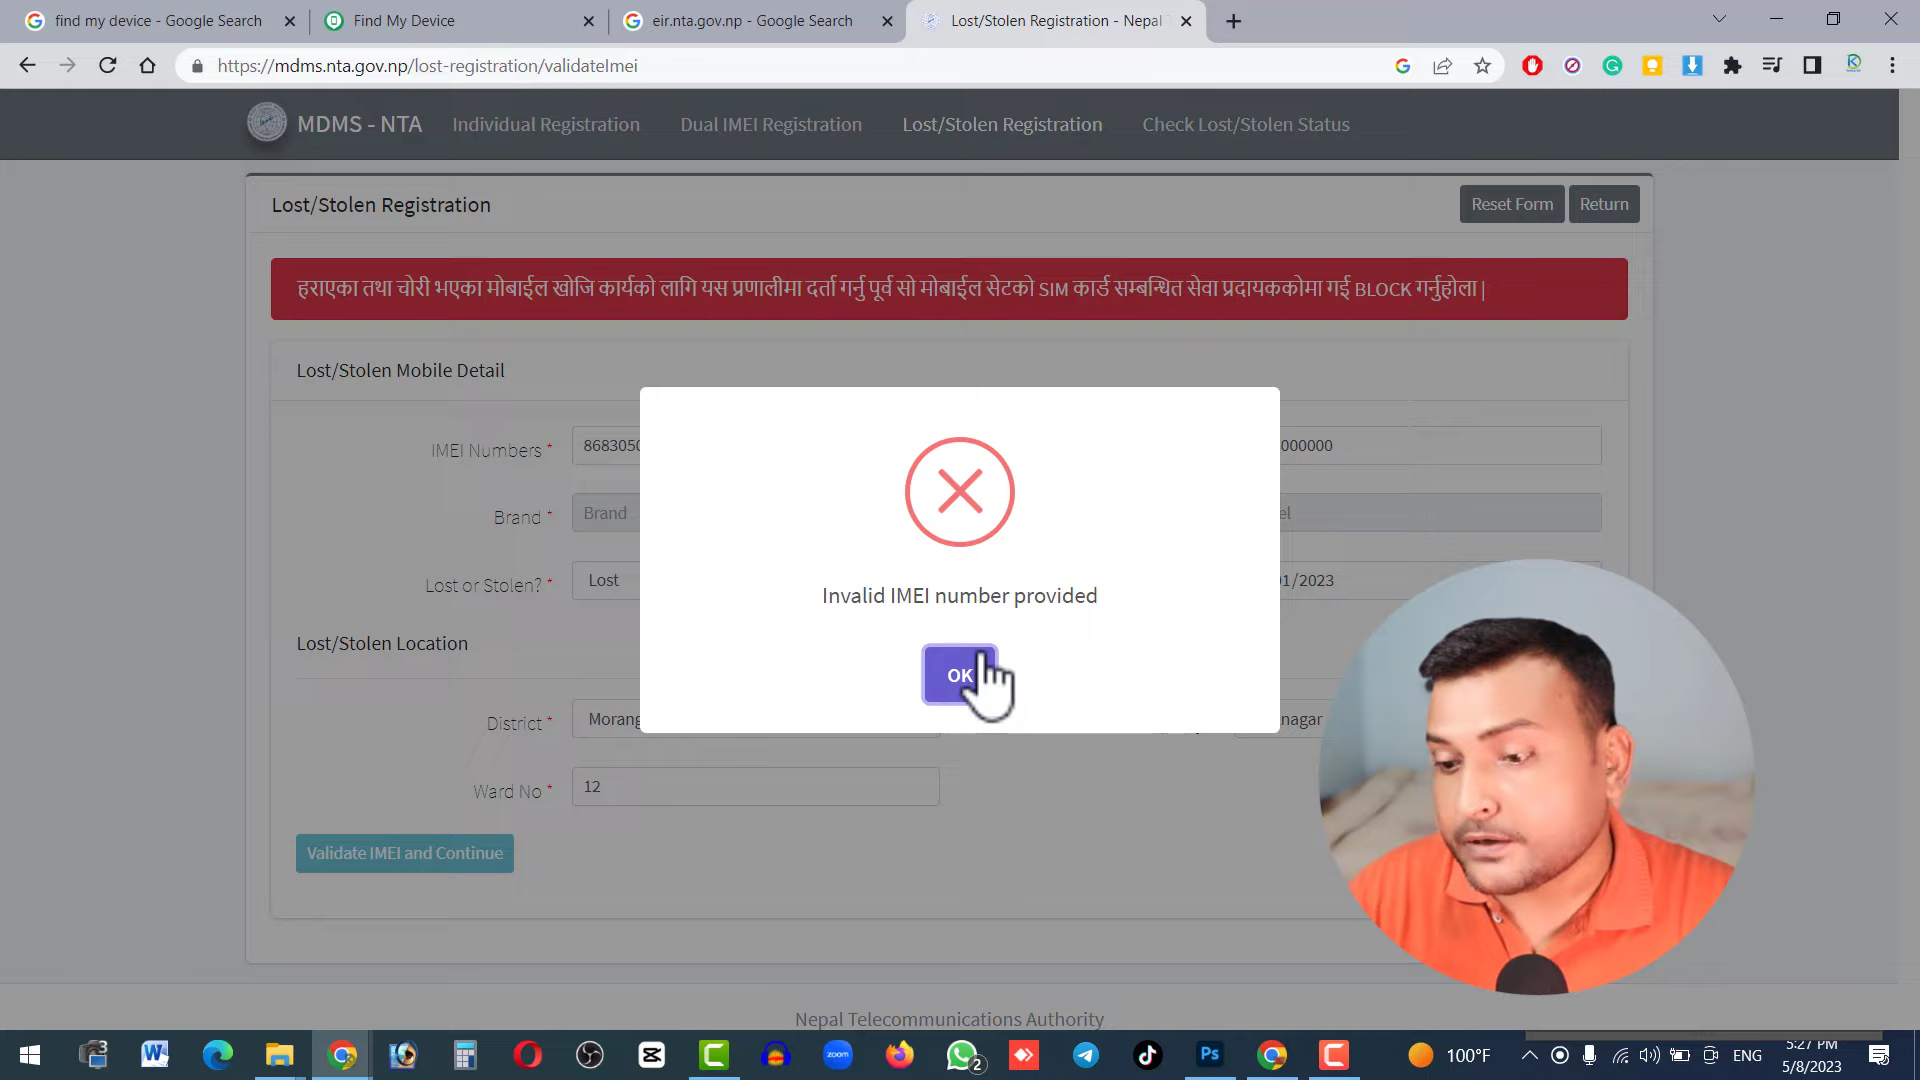 find my device - Google Search
Find My Device
eir.nta.gov.np - Google Search
Lost/Stolen Registration - Nepal
https://mdms.nta.gov.np/lost-registration/validateImei
MDMS - NTA
Individual Registration
Dual IMEI Registration
Lost/Stolen Registration
Check Lost/Stolen Status
Lost/Stolen Registration
Reset Form
Return
हराएका तथा चोरी भएका मोबाईल खोजि कार्यको लागि यस प्रणालीमा दर्ता गर्नु पूर्व सो मोबाईल सेटको SIM कार्ड सम्बन्धित सेवा प्रदायककोमा गई BLOCK गर्नुहोला |
Lost/Stolen Mobile Detail
IMEI Numbers *
868305
000000
Brand *
Brand
el
Lost or Stolen? *
Lost
/2023
Invalid IMEI number provided
OK
Lost/Stolen Location
District *
Morang
nagar
Ward No *
12
Validate IMEI and Continue
Nepal Telecommunications Authority
3
zoom
2
Ps
100°F
ENG
5:27 PM
5/8/2023